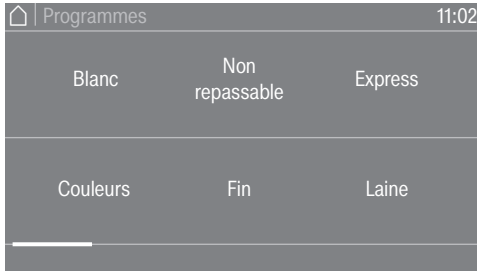 Programmes 11:02
Blanc Non repassable Express
Couleurs Fin Laine